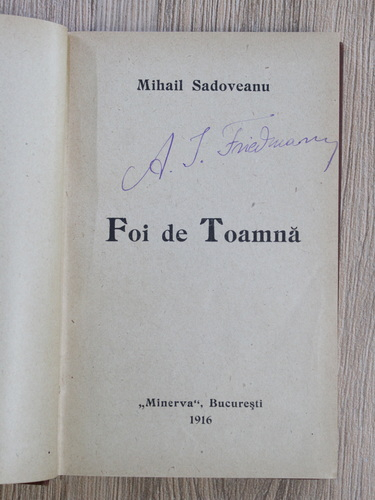 Mihail Sadoveanu
A. I. Friedmann
Foi de Toamnă
„Minerva“, București
1916